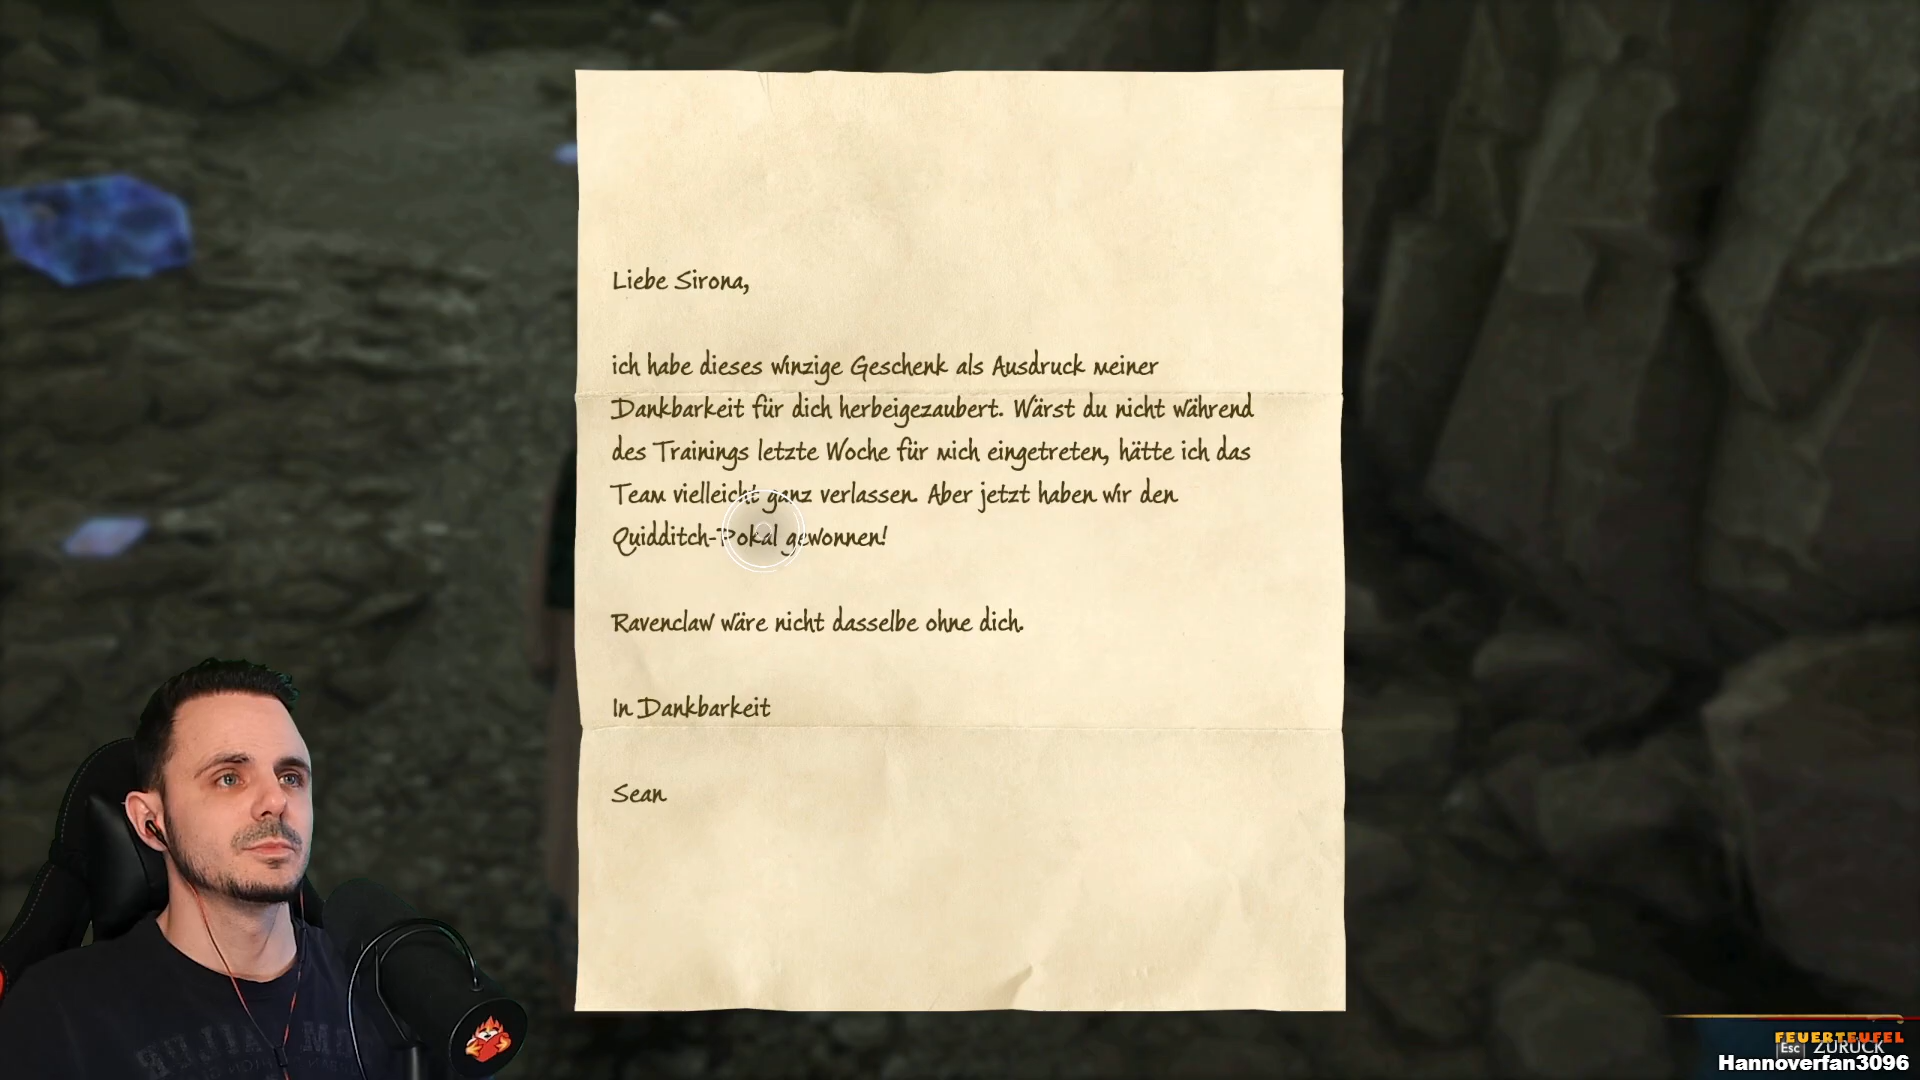 Liebe Sirona,
ich habe dieses winzige Geschenk als Ausdruck meiner
Dankbarkeit für dich herbeigezaubert. Wärst du nicht während
des Trainings letzte Woche für mich eingetreten, hätte ich das
Team vielleicht ganz verlassen. Aber jetzt haben wir den
Quidditch-Pokal gewonnen!
Ravenclaw wäre nicht dasselbe ohne dich.
In Dankbarkeit
Sean
FEUERTEUFEL
Esc ZURÜCK
Hannoverfan3096